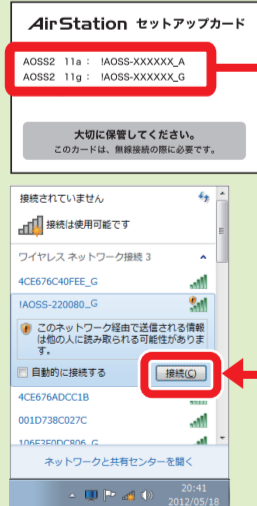 AirStation セットアップカード
AOSS2 11a : !AOSS-XXXXXX_A
AOSS2 11g : !AOSS-XXXXXX_G
大切に保管してください。
このカードは、無線接続の際に必要です。
接続されていません
接続は使用可能です
ワイヤレス ネットワーク接続 3
4CE676C40FEE_G
!AOSS-220080_G
このネットワーク経由で送信される情報
は他の人に読み取られる可能性がありま
す。
自動的に接続する
接続(C)
4CE676ADCC1B
001D738C027C
106F3F0DC806_G
ネットワークと共有センターを開く
20:41
2012/05/18